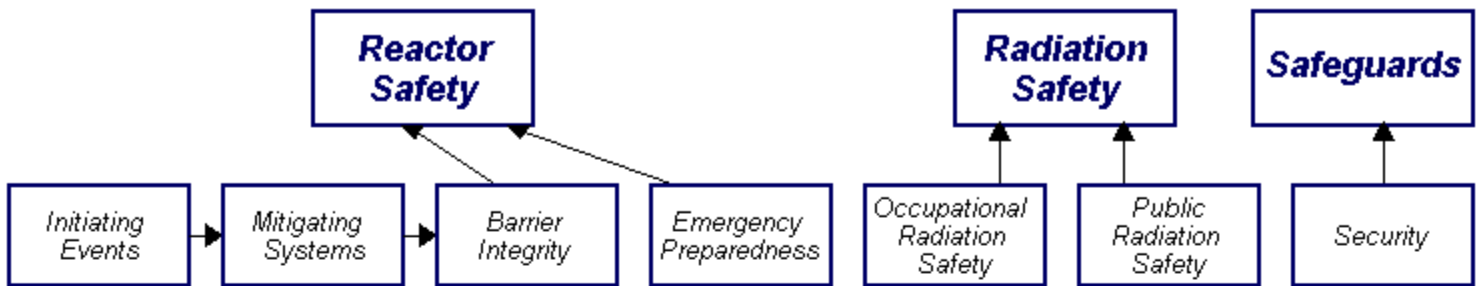 Reactor
Safety
Radiation
Safety
Safeguards
Initiating
Events
Mitigating
Systems
Barrier
Integrity
Emergency
Preparedness
Occupational
Radiation
Safety
Public
Radiation
Safety
Security